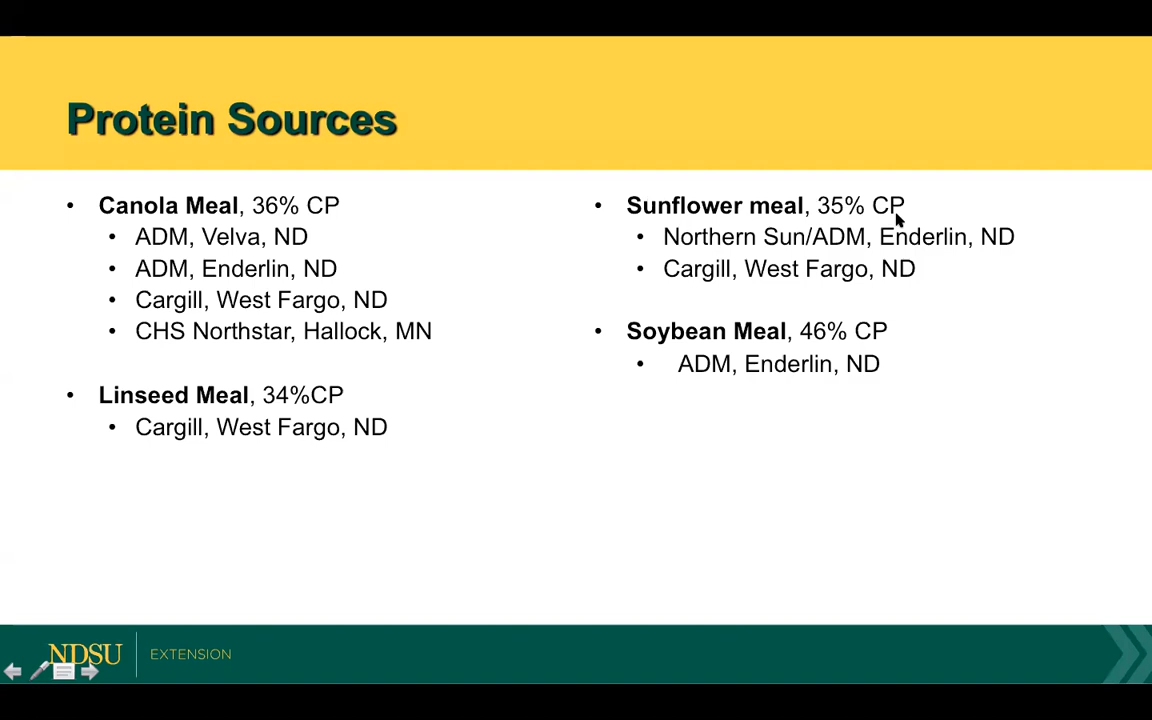 Protein Sources
• Canola Meal, 36% CP
• ADM, Velva, ND
• ADM, Enderlin, ND
• Cargill, West Fargo, ND
• CHS Northstar, Hallock, MN
• Linseed Meal, 34%CP
• Cargill, West Fargo, ND
• Sunflower meal, 35% CP
• Northern Sun/ADM, Enderlin, ND
• Cargill, West Fargo, ND
• Soybean Meal, 46% CP
• ADM, Enderlin, ND
NDSU EXTENSION